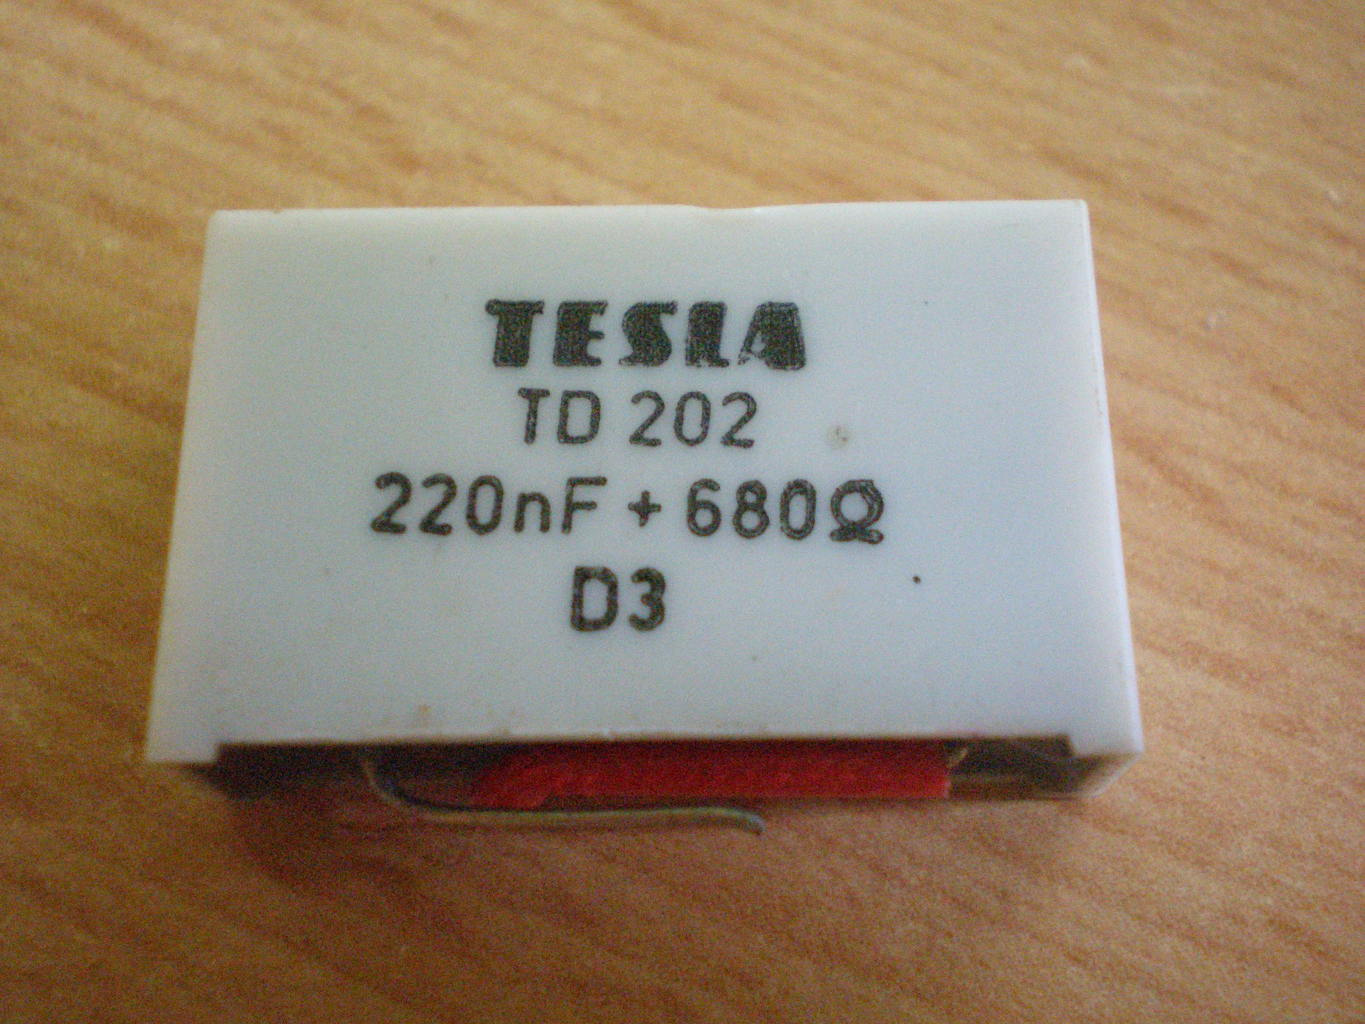 TESLA
TD 202
220nF + 680Ω
D3